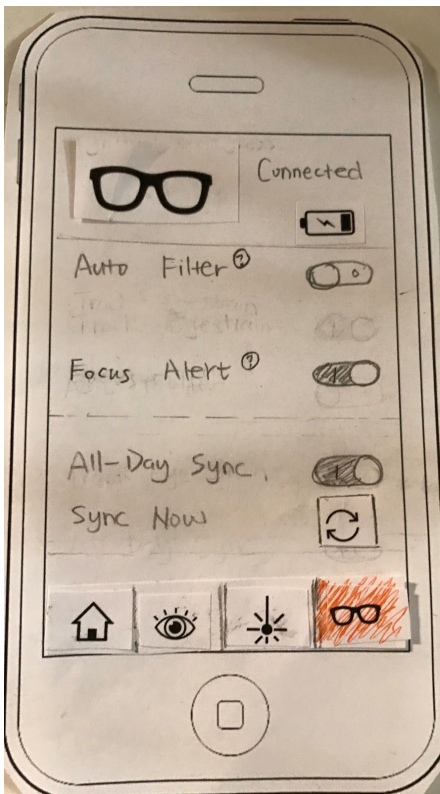 Connected
Auto Filter ?
Focus Alert ?
All-Day Sync
Sync Now